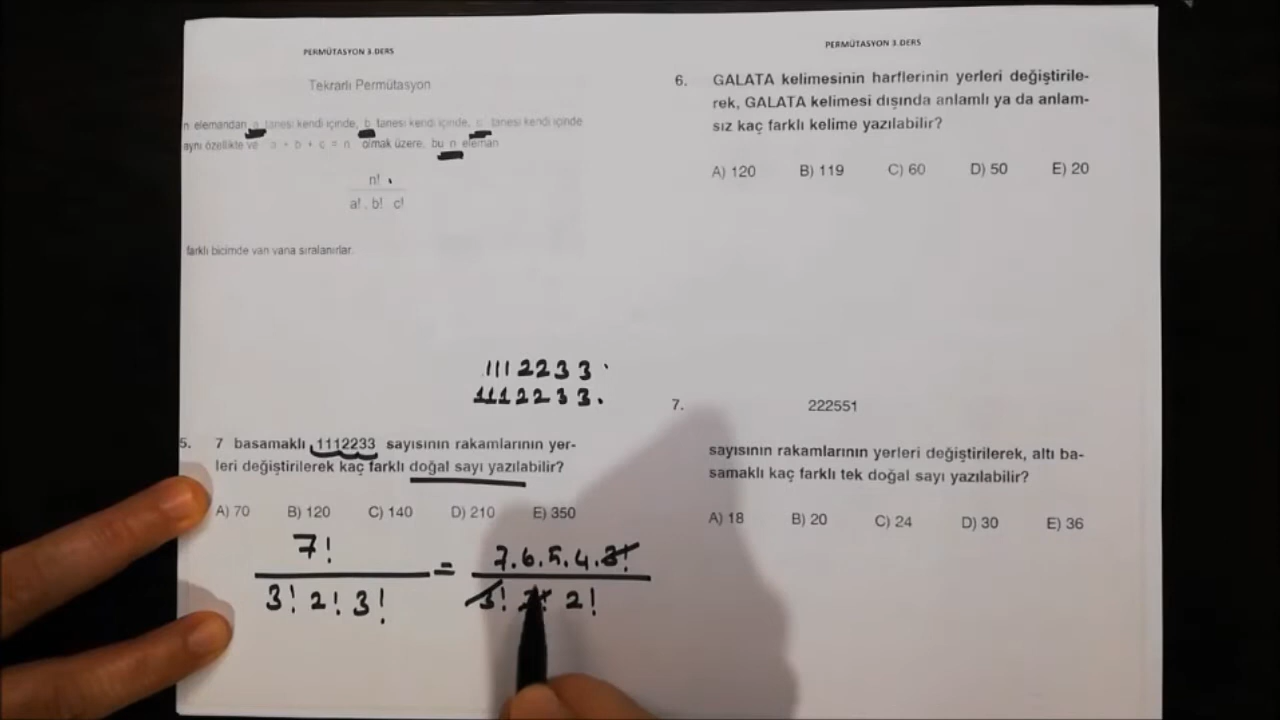 PERMÜTASYON 3.DERS
Tekrarlı Permütasyon
n elemandan a tanesi kendi içinde, b tanesi kendi içinde, c tanesi kendi içinde
aynı özellikte ve a + b + c = n olmak üzere, bu n eleman
n!
a! . b! c!
farklı biçimde yan yana sıralanırlar.
1112233
1112233.
5. 7 basamaklı 1112233 sayısının rakamlarının yer-
leri değiştirilerek kaç farklı doğal sayı yazılabilir?
A) 70 B) 120 C) 140 D) 210 E) 350
7! = 7.6.5.4.3!
3! 2! 3! 3! 2! 2!
PERMÜTASYON 3.DERS
6. GALATA kelimesinin harflerinin yerleri değiştirile-
rek, GALATA kelimesi dışında anlamlı ya da anlam-
sız kaç farklı kelime yazılabilir?
A) 120 B) 119 C) 60 D) 50 E) 20
7. 222551
sayısının rakamlarının yerleri değiştirilerek, altı ba-
samaklı kaç farklı tek doğal sayı yazılabilir?
A) 18 B) 20 C) 24 D) 30 E) 36